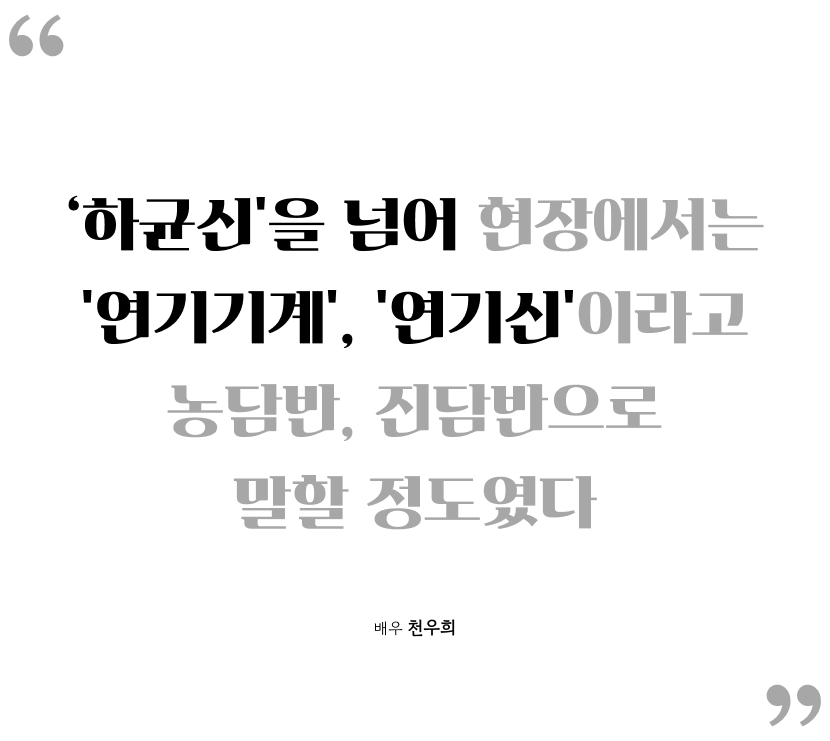 “
‘하균신'을 넘어 현장에서는
'연기기계', '연기신'이라고
농담반, 진담반으로
말할 정도였다
배우 천우희
”